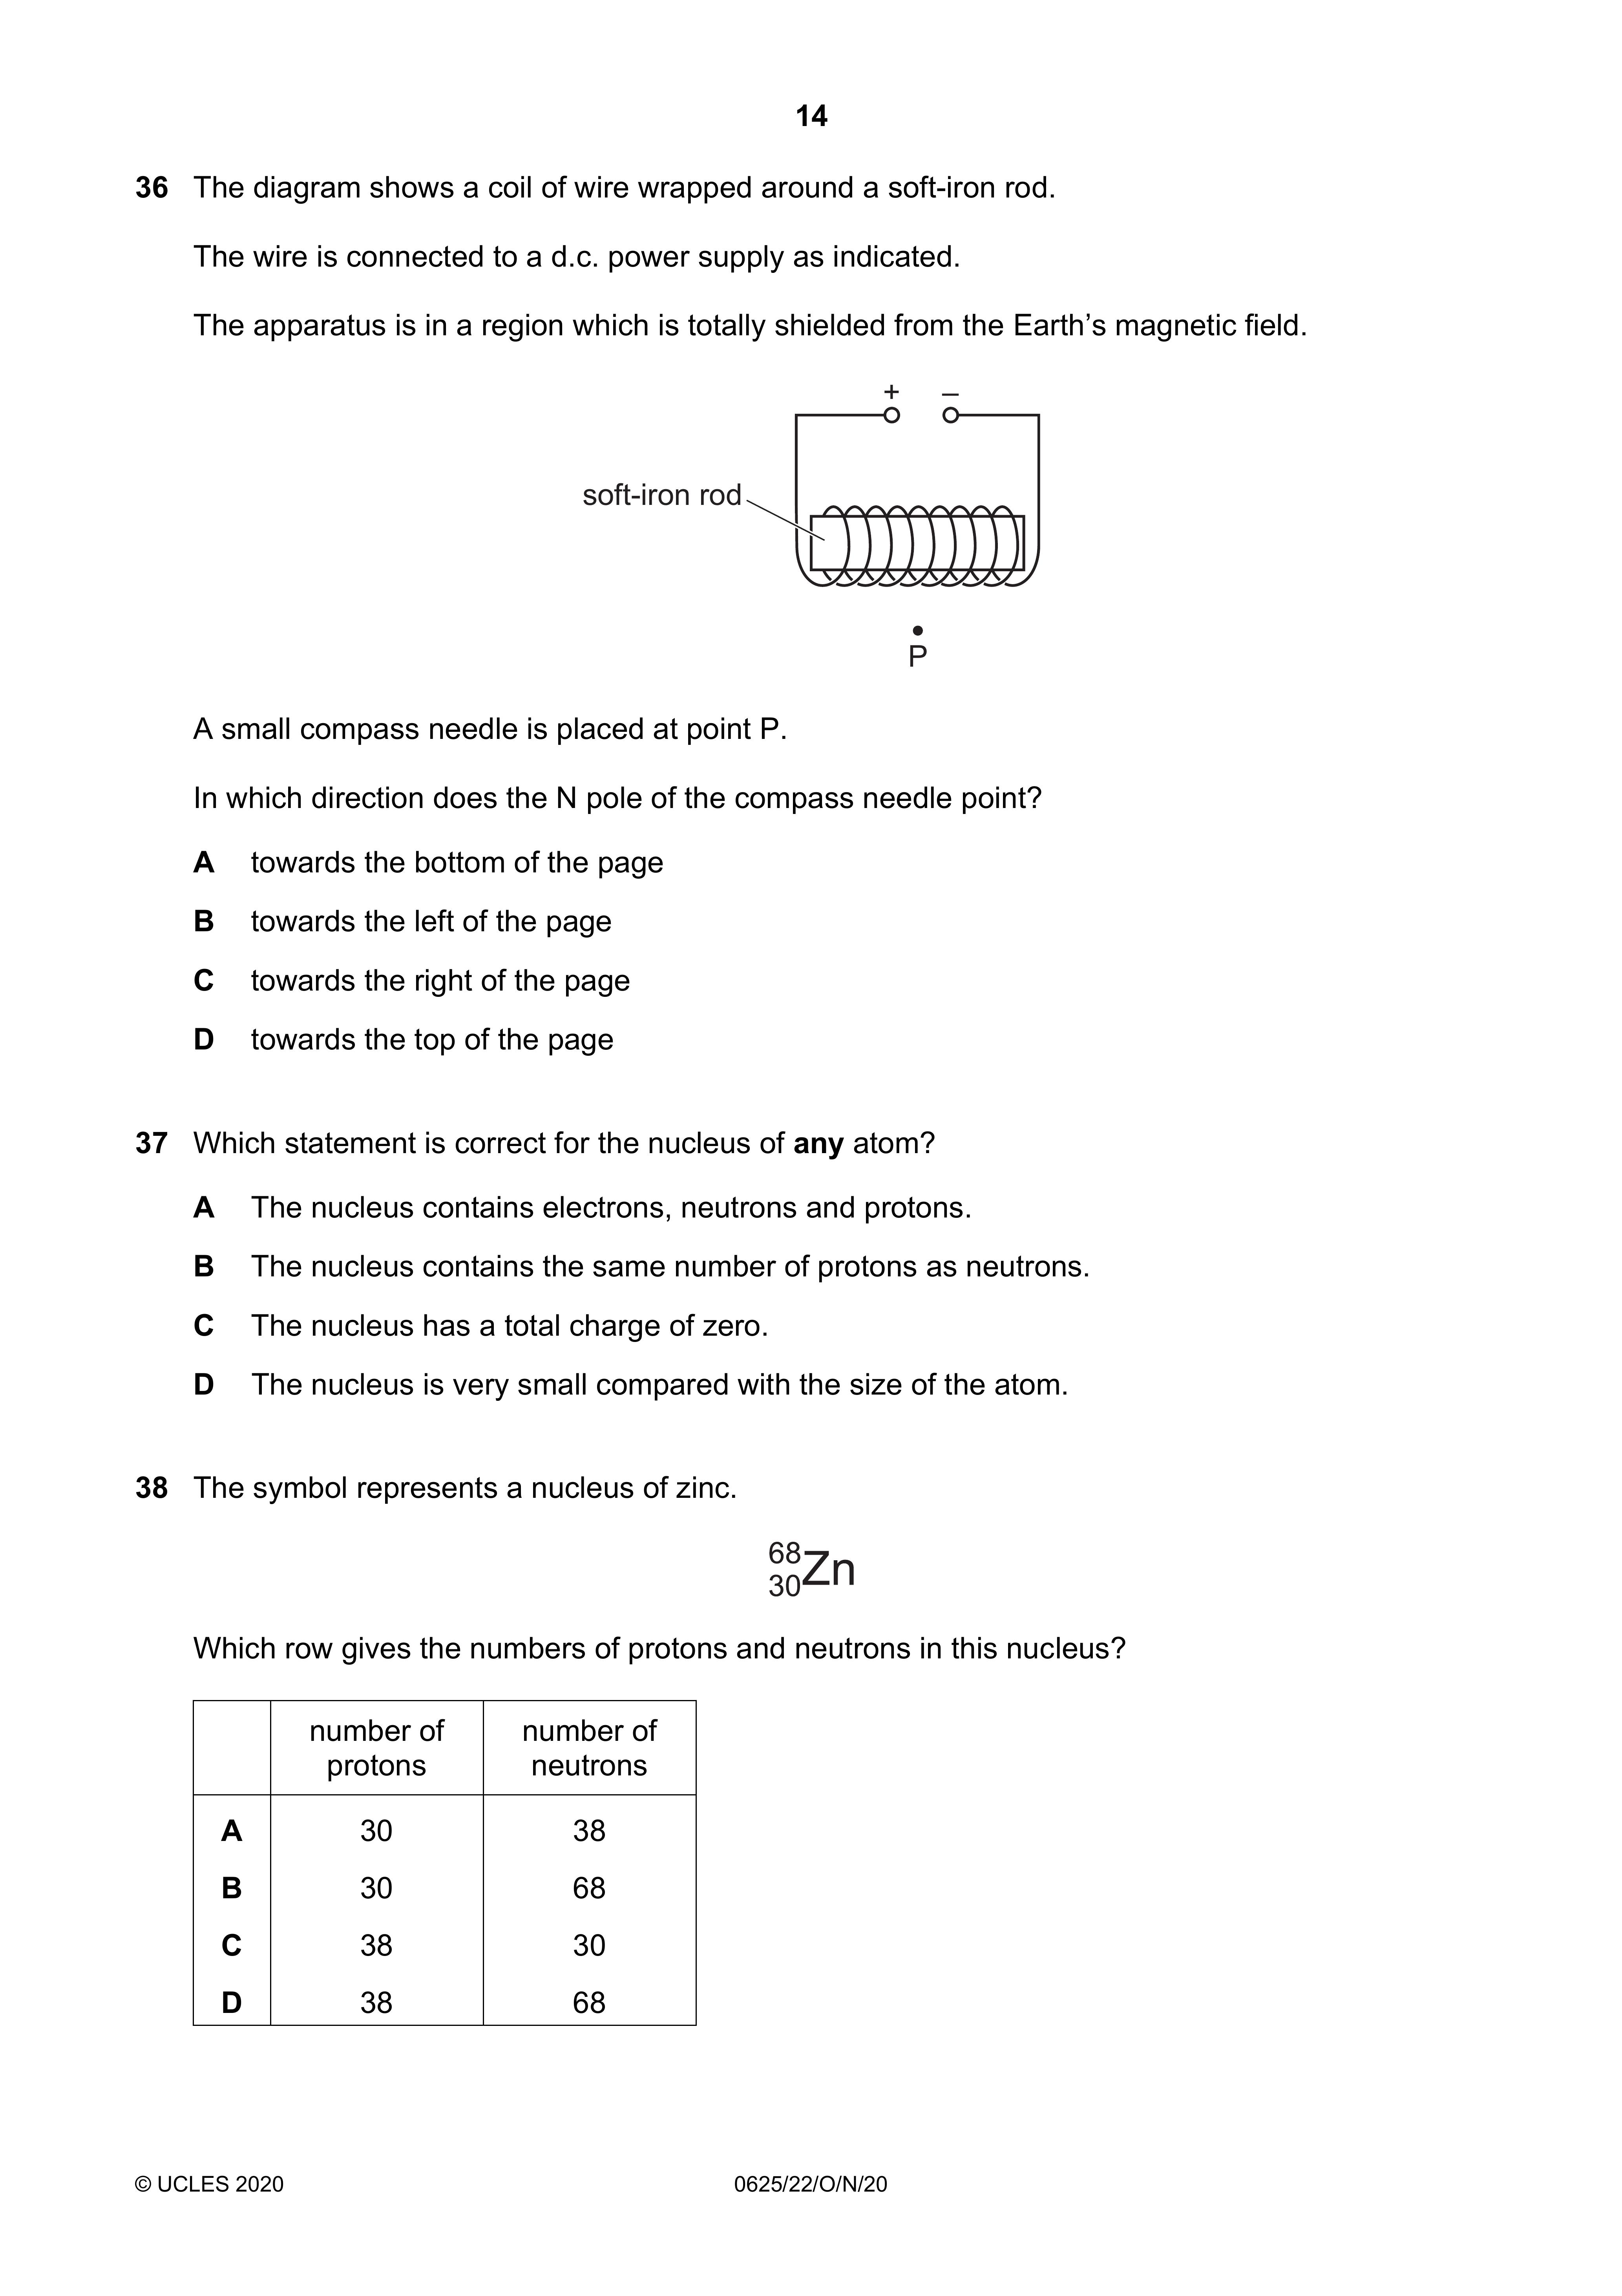 14
36 The diagram shows a coil of wire wrapped around a soft-iron rod.
The wire is connected to a d.c. power supply as indicated.
The apparatus is in a region which is totally shielded from the Earth’s magnetic field.
+ –
soft-iron rod
P
A small compass needle is placed at point P.
In which direction does the N pole of the compass needle point?
A towards the bottom of the page
B towards the left of the page
C towards the right of the page
D towards the top of the page
37 Which statement is correct for the nucleus of any atom?
A The nucleus contains electrons, neutrons and protons.
B The nucleus contains the same number of protons as neutrons.
C The nucleus has a total charge of zero.
D The nucleus is very small compared with the size of the atom.
38 The symbol represents a nucleus of zinc.
68
30 Zn
Which row gives the numbers of protons and neutrons in this nucleus?
number of number of
protons neutrons
A 30 38
B 30 68
C 38 30
D 38 68
© UCLES 2020 0625/22/O/N/20